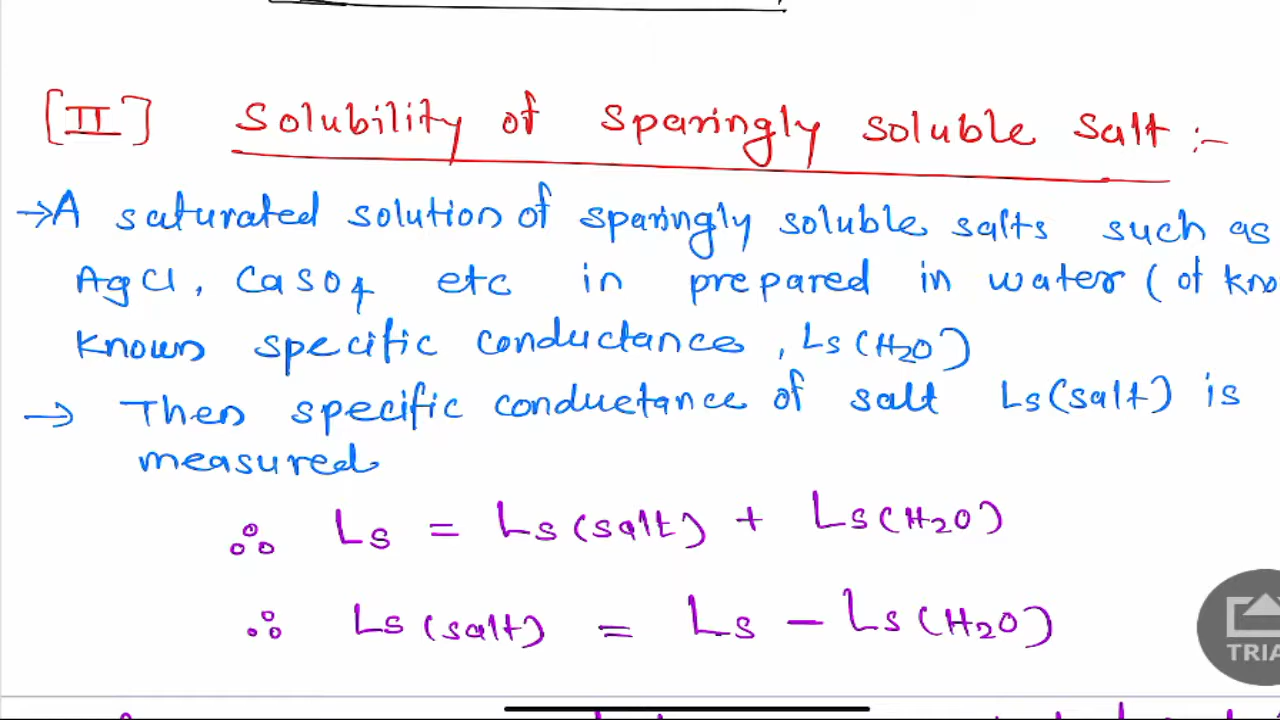 [II] Solubility of sparingly soluble salt :-
→ A saturated solution of sparingly soluble salts such as
AgCl, CaSO4 etc in prepared in water (of kno
known specific conductance, Ls(H2O)
→ Then specific conductance of salt Ls(salt) is
measured
∴ Ls = Ls(salt) + Ls(H2O)
∴ Ls(salt) = Ls - Ls(H2O)
TRIA